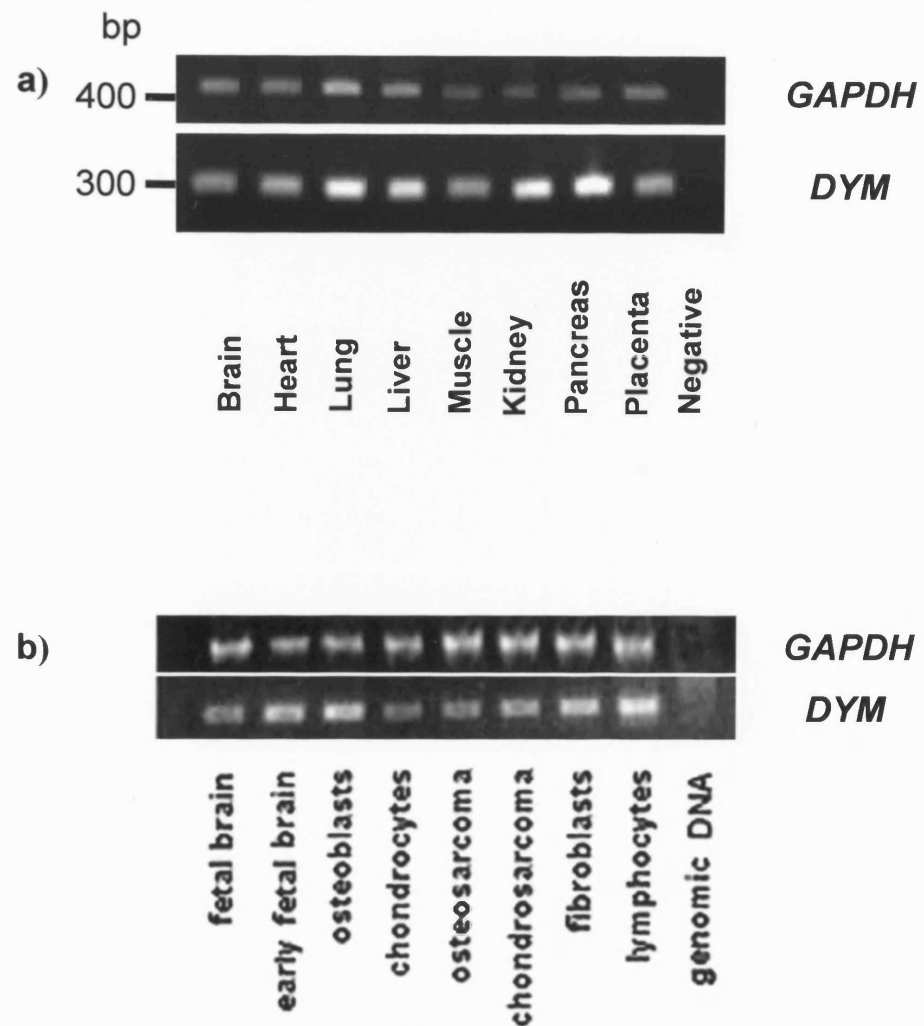 bp
a)
400
GAPDH
300
DYM
Brain
Heart
Lung
Liver
Muscle
Kidney
Pancreas
Placenta
Negative
b)
GAPDH
DYM
fetal brain
early fetal brain
osteoblasts
chondrocytes
osteosarcoma
chondrosarcoma
fibroblasts
lymphocytes
genomic DNA